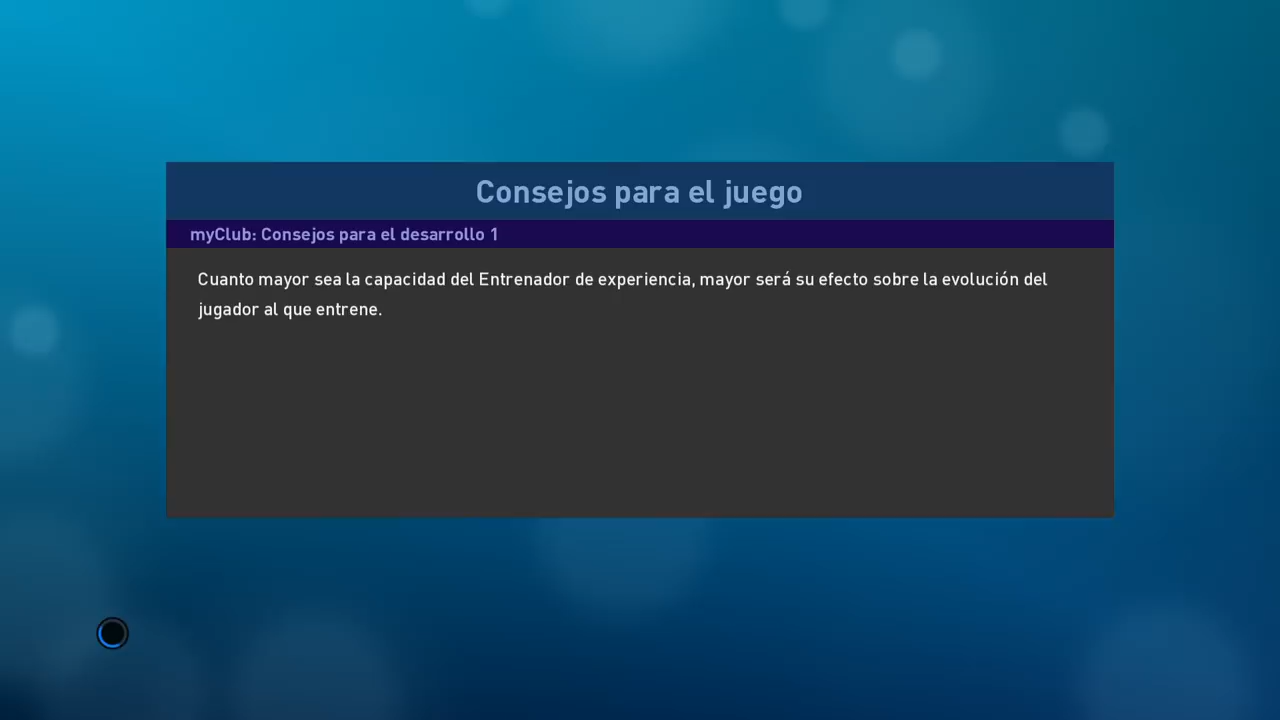 Consejos para el juego
myClub: Consejos para el desarrollo 1
Cuanto mayor sea la capacidad del Entrenador de experiencia, mayor será su efecto sobre la evolución del
jugador al que entrene.